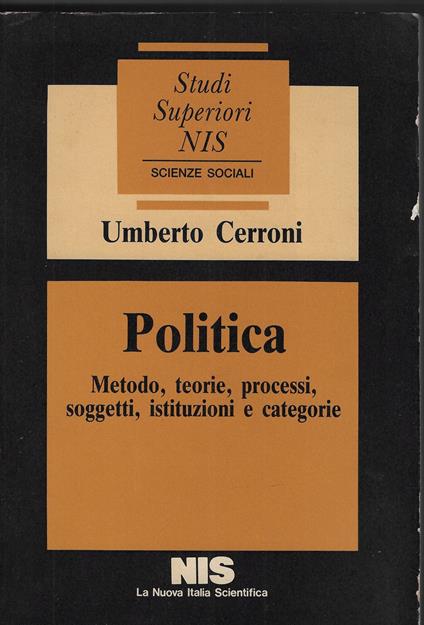 Studi
Superiori
NIS
SCIENZE SOCIALI
Umberto Cerroni
Politica
Metodo, teorie, processi,
soggetti, istituzioni e categorie
NIS
La Nuova Italia Scientifica